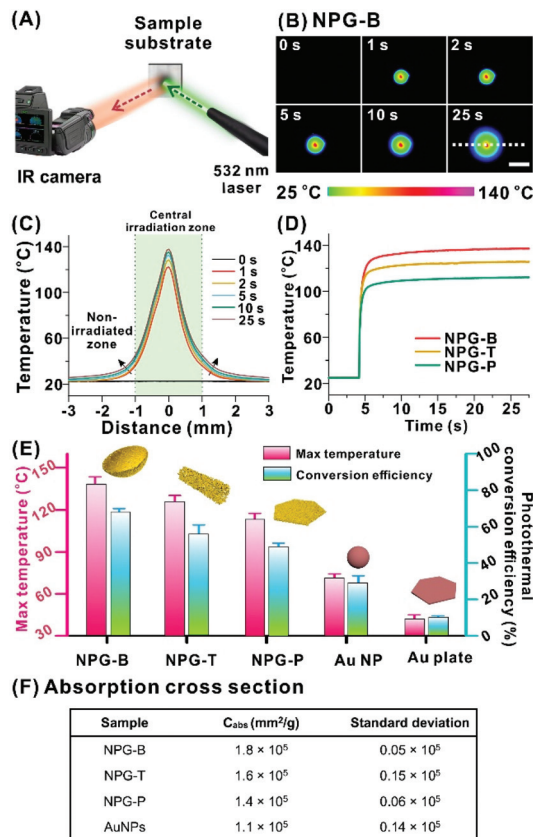 (A)
Sample
substrate
IR camera
532 nm
laser
(B) NPG-B
0 s
1 s
2 s
5 s
10 s
25 s
25 °C
140 °C
(C)
Central
irradiation zone
Temperature (°C)
140
100
60
20
0 s
1 s
2 s
5 s
10 s
25 s
Non-
irradiated
zone
-3 -2 -1 0 1 2 3
Distance (mm)
(D)
Temperature (°C)
140
100
60
20
NPG-B
NPG-T
NPG-P
0 5 10 15 20 25
Time (s)
(E)
Max temperature
Conversion efficiency
Max temperature (°C)
150
120
90
60
30
Photothermal
conversion efficiency (%)
100
80
60
40
20
0
NPG-B
NPG-T
NPG-P
Au NP
Au plate
(F) Absorption cross section
Sample Cabs (mm²/g) Standard deviation
NPG-B 1.8 × 10⁵ 0.05 × 10⁵
NPG-T 1.6 × 10⁵ 0.15 × 10⁵
NPG-P 1.4 × 10⁵ 0.06 × 10⁵
AuNPs 1.1 × 10⁵ 0.14 × 10⁵